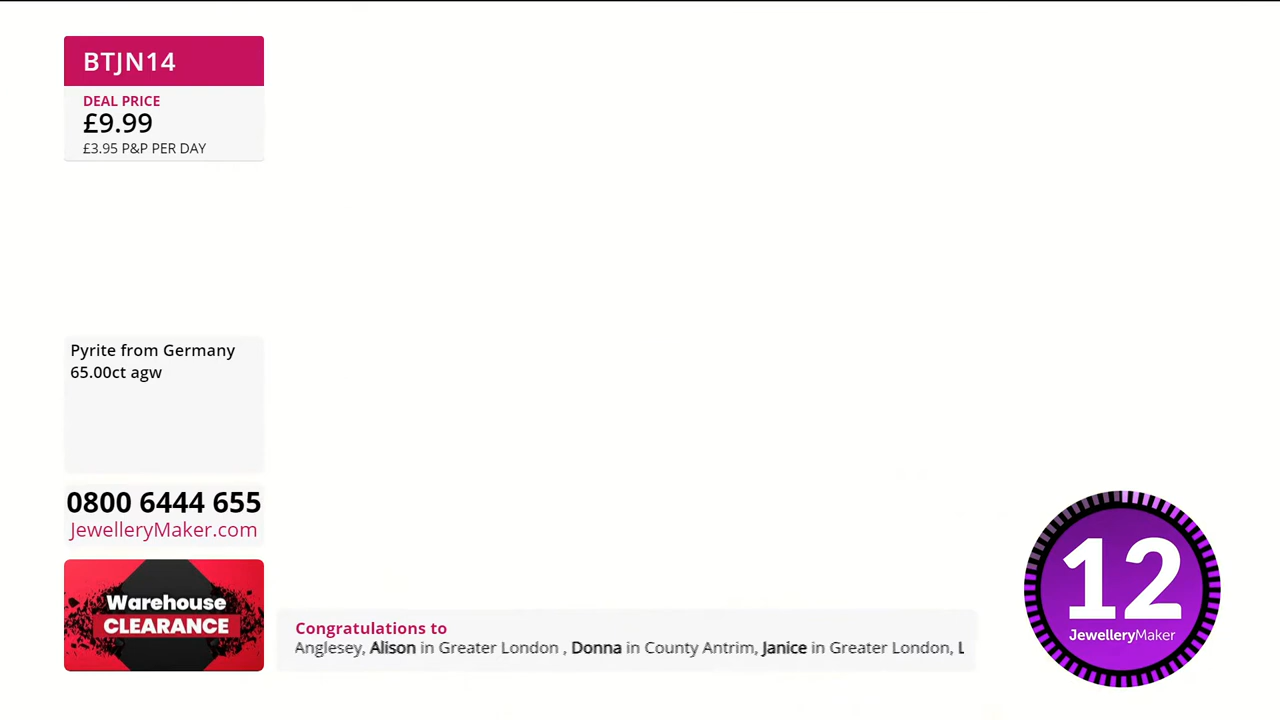 BTJN14
DEAL PRICE
£9.99
£3.95 P&P PER DAY
Pyrite from Germany
65.00ct agw
0800 6444 655
JewelleryMaker.com
Warehouse
CLEARANCE
Congratulations to
Anglesey, Alison in Greater London , Donna in County Antrim, Janice in Greater London, L
12
JewelleryMaker